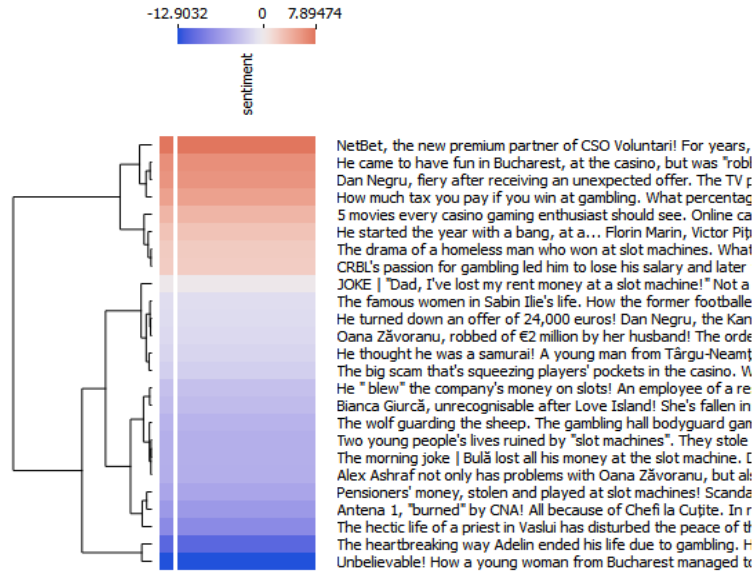 -12.9032 0 7.89474
sentiment
NetBet, the new premium partner of CSO Voluntari! For years,
He came to have fun in Bucharest, at the casino, but was "robl
Dan Negru, fiery after receiving an unexpected offer. The TV p
How much tax you pay if you win at gambling. What percentag
5 movies every casino gaming enthusiast should see. Online ca
He started the year with a bang, at a... Florin Marin, Victor Piț
The drama of a homeless man who won at slot machines. What
CRBL's passion for gambling led him to lose his salary and later
JOKE | "Dad, I've lost my rent money at a slot machine!" Not a
The famous women in Sabin Ilie's life. How the former footballe
He turned down an offer of 24,000 euros! Dan Negru, the Kan
Oana Zăvoranu, robbed of €2 million by her husband! The orde
He thought he was a samurai! A young man from Târgu-Neamț
The big scam that's squeezing players' pockets in the casino. W
He " blew" the company's money on slots! An employee of a re
Bianca Giurcă, unrecognisable after Love Island! She's fallen in
The wolf guarding the sheep. The gambling hall bodyguard gan
Two young people's lives ruined by "slot machines". They stole
The morning joke | Bulă lost all his money at the slot machine. D
Alex Ashraf not only has problems with Oana Zăvoranu, but als
Pensioners' money, stolen and played at slot machines! Scanda
Antena 1, "burned" by CNA! All because of Chefi la Cuțite. In r
The hectic life of a priest in Vaslui has disturbed the peace of th
The heartbreaking way Adelin ended his life due to gambling. H
Unbelievable! How a young woman from Bucharest managed to